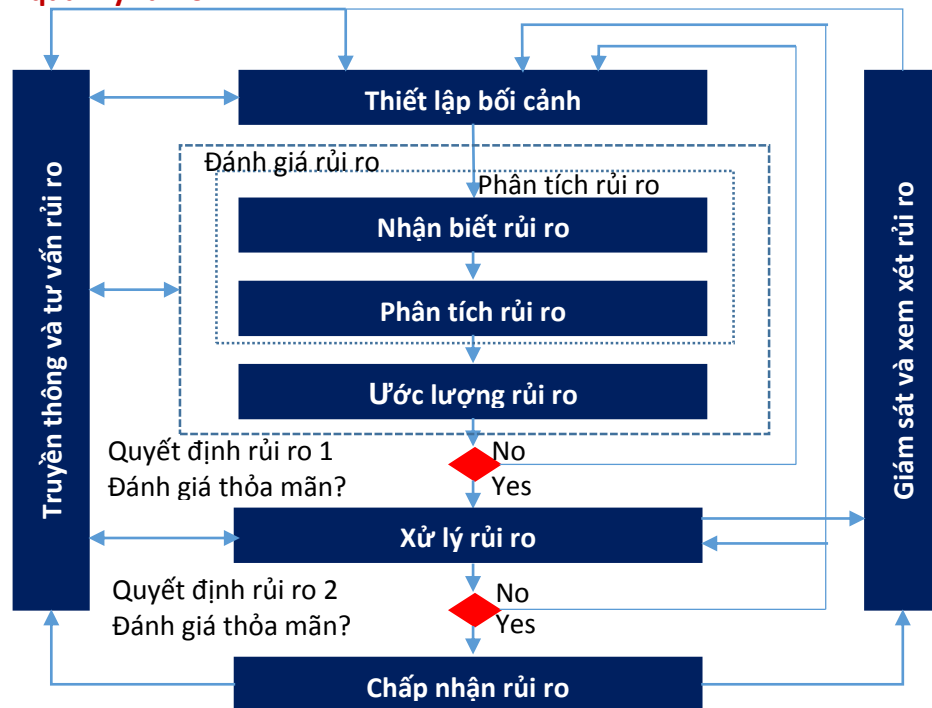 Thiết lập bối cảnh
Đánh giá rủi ro
Phân tích rủi ro
Nhận biết rủi ro
Phân tích rủi ro
Ước lượng rủi ro
Quyết định rủi ro 1
Đánh giá thỏa mãn?
No
Yes
Xử lý rủi ro
Quyết định rủi ro 2
Đánh giá thỏa mãn?
No
Yes
Chấp nhận rủi ro
Truyền thông và tư vấn rủi ro
Giám sát và xem xét rủi ro